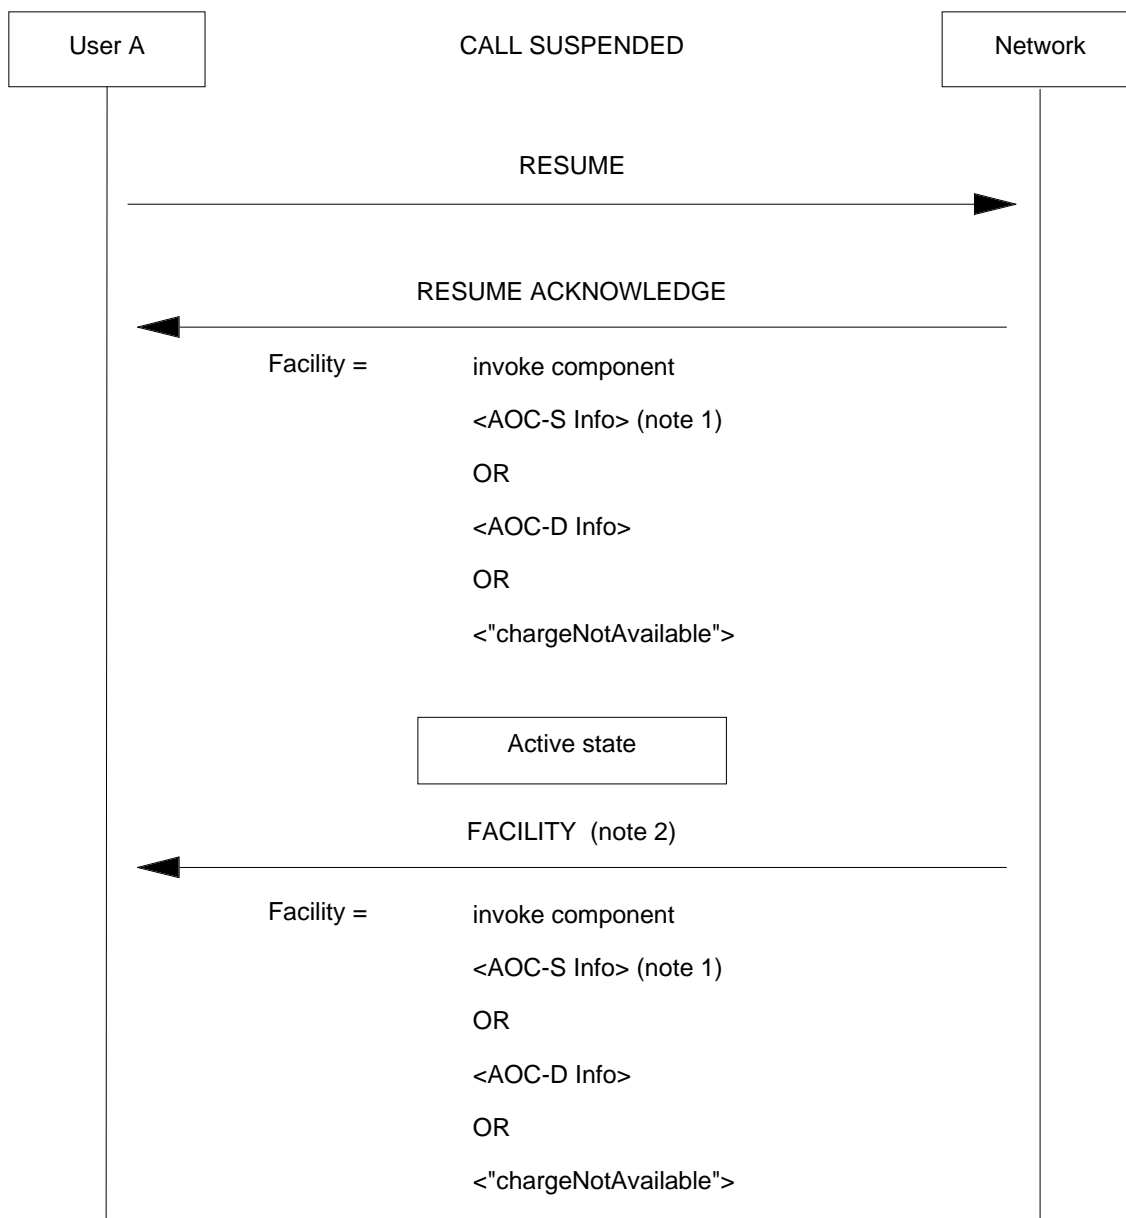 User A
CALL SUSPENDED
Network
RESUME
RESUME ACKNOWLEDGE
Facility = invoke component
<AOC-S Info> (note 1)
OR
<AOC-D Info>
OR
<"chargeNotAvailable">
Active state
FACILITY (note 2)
Facility = invoke component
<AOC-S Info> (note 1)
OR
<AOC-D Info>
OR
<"chargeNotAvailable">